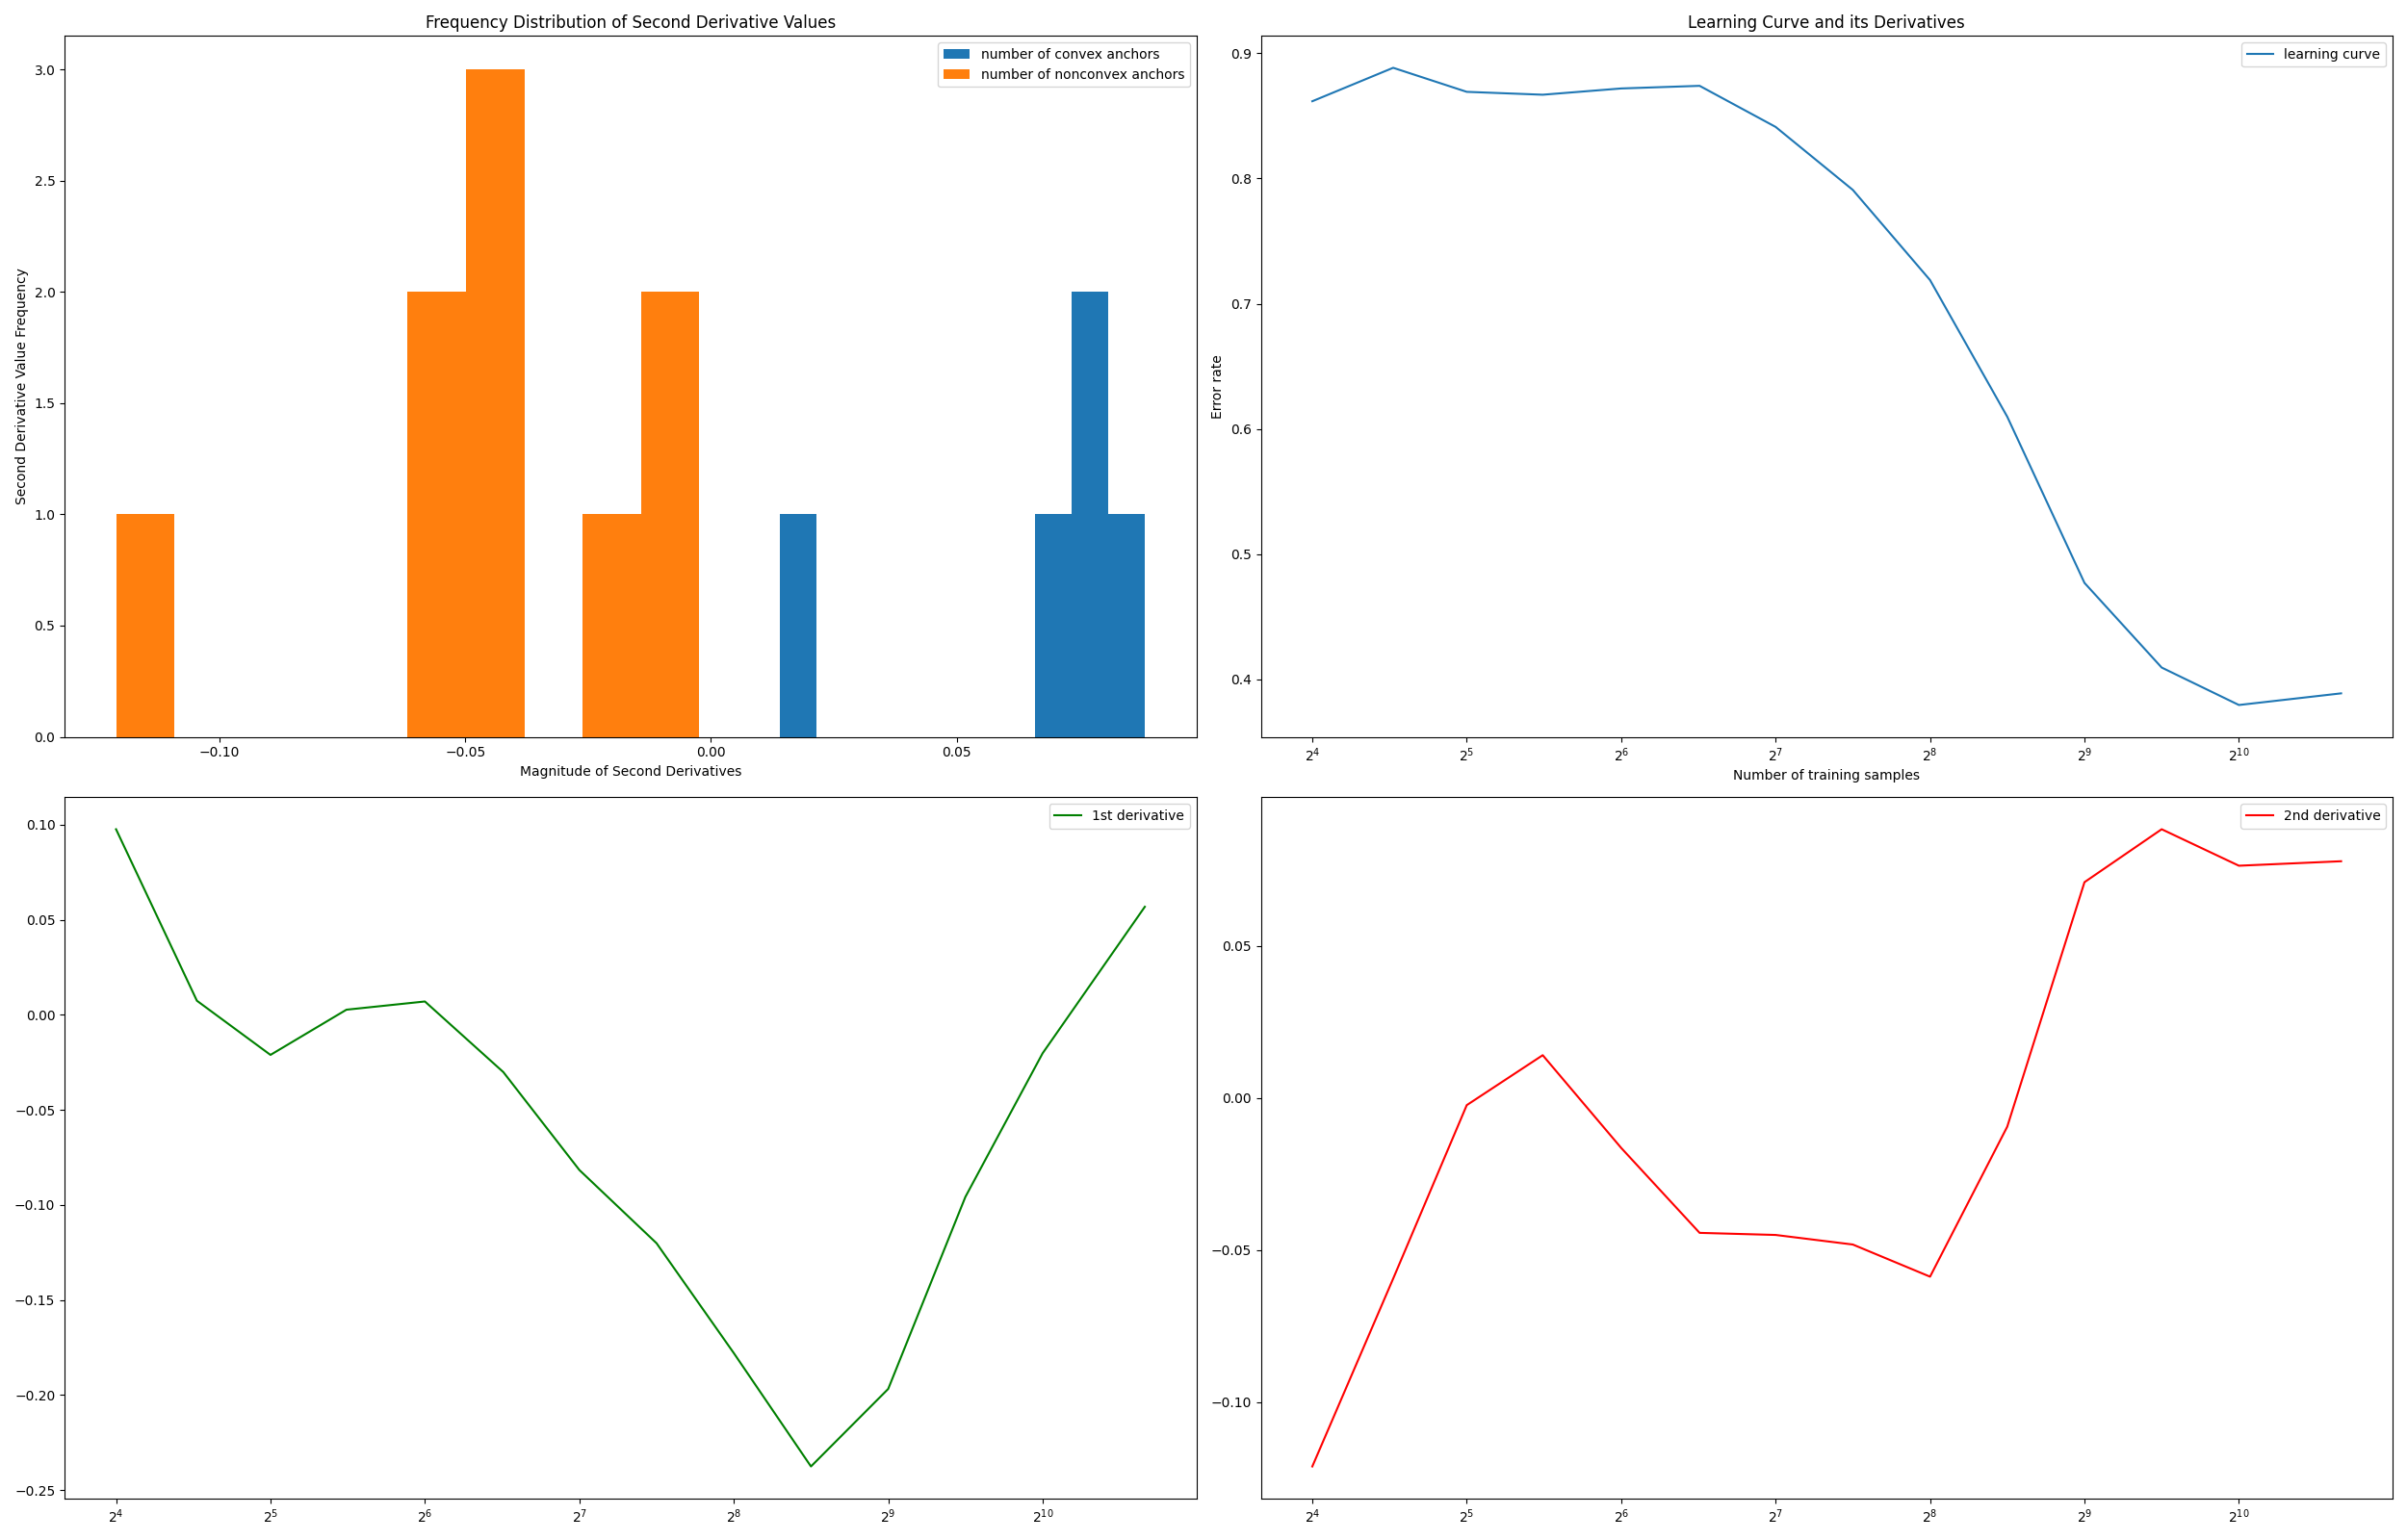 Frequency Distribution of Second Derivative Values
number of convex anchors
number of nonconvex anchors
Second Derivative Value Frequency
3.0
2.5
2.0
1.5
1.0
0.5
0.0
−0.10 −0.05 0.00 0.05
Magnitude of Second Derivatives
Learning Curve and its Derivatives
learning curve
Error rate
0.9
0.8
0.7
0.6
0.5
0.4
2⁴ 2⁵ 2⁶ 2⁷ 2⁸ 2⁹ 2¹⁰
Number of training samples
1st derivative
0.10
0.05
0.00
−0.05
−0.10
−0.15
−0.20
−0.25
2⁴ 2⁵ 2⁶ 2⁷ 2⁸ 2⁹ 2¹⁰
2nd derivative
0.05
0.00
−0.05
−0.10
2⁴ 2⁵ 2⁶ 2⁷ 2⁸ 2⁹ 2¹⁰